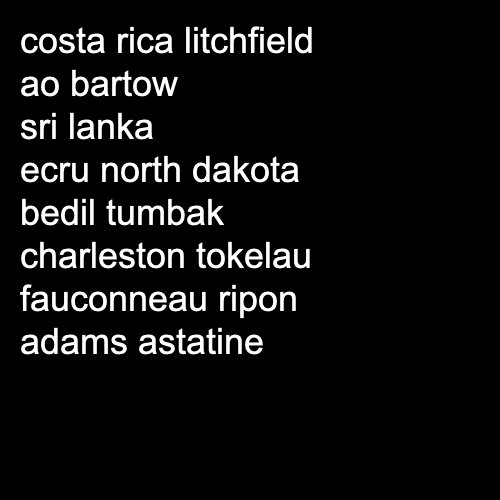 costa rica litchfield
ao bartow
sri lanka
ecru north dakota
bedil tumbak
charleston tokelau
fauconneau ripon
adams astatine